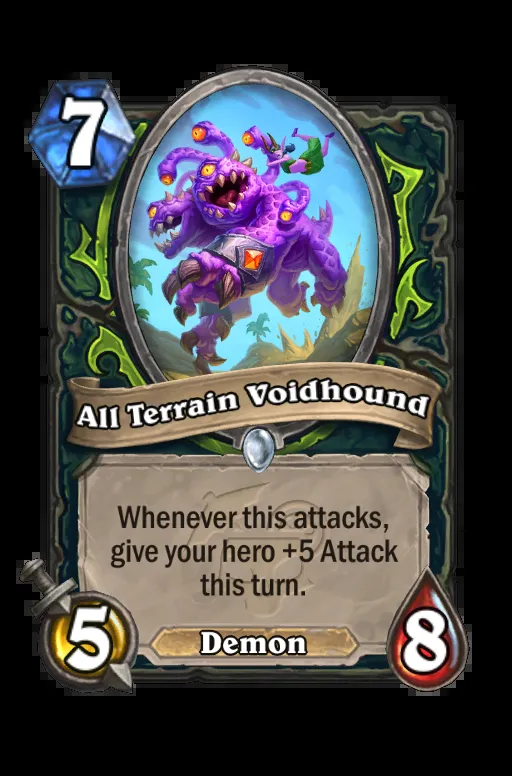 7
All Terrain Voidhound
Whenever this attacks,
give your hero +5 Attack
this turn.
5
Demon
8